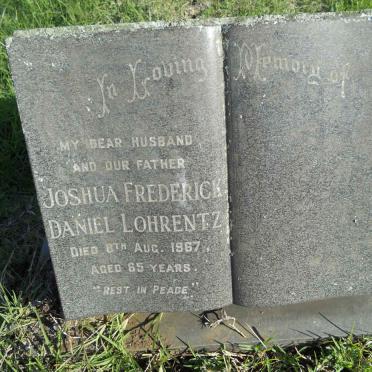 In Loving Memory of
MY DEAR HUSBAND
AND OUR FATHER
JOSHUA FREDERICK
DANIEL LOHRENTZ
DIED 8TH AUG. 1967,
AGED 65 YEARS.
"REST IN PEACE"